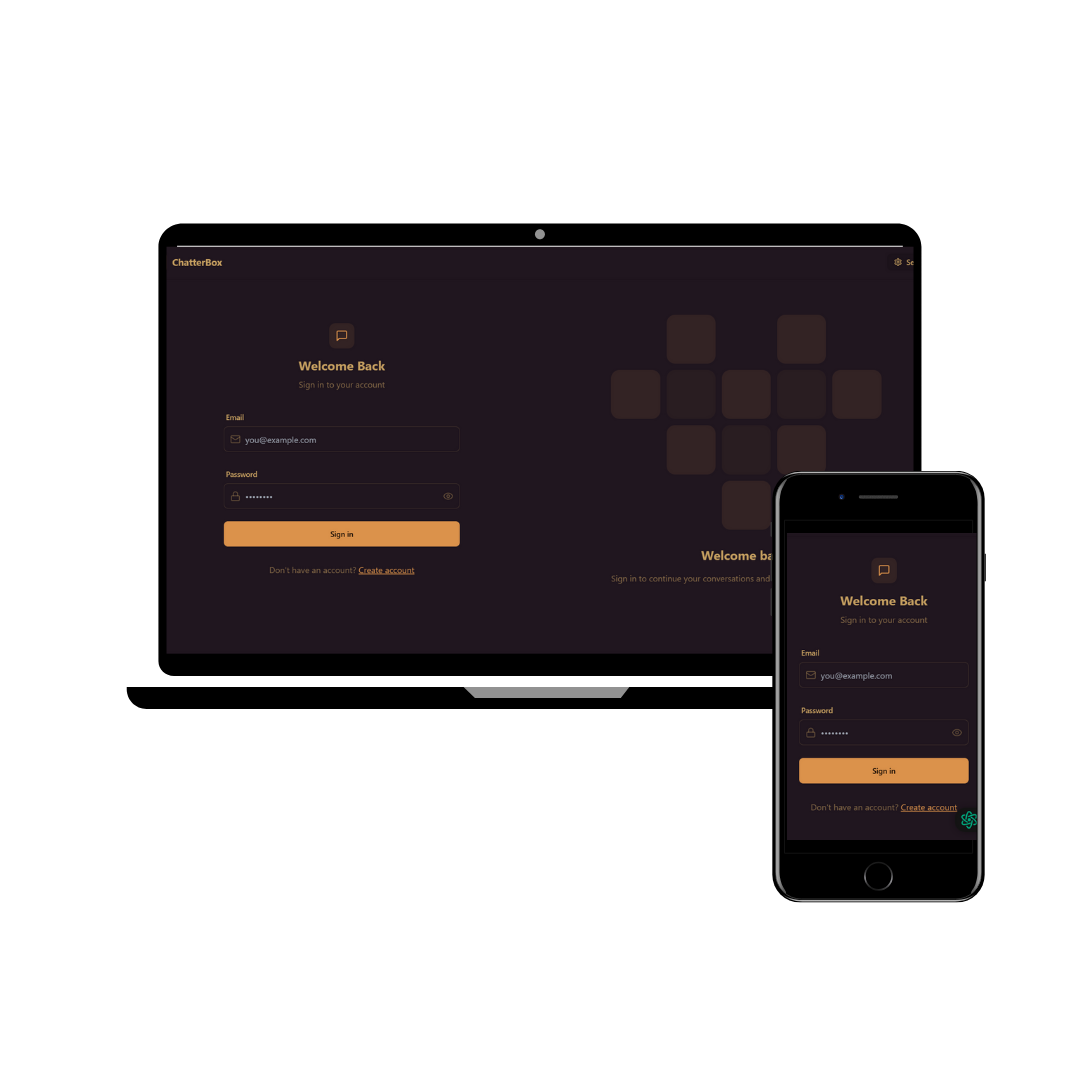 ChatterBox
Se
Welcome Back
Sign in to your account
Email
you@example.com
Password
••••••••
Sign in
Don't have an account? Create account
Welcome ba
Sign in to continue your conversations and
Welcome Back
Sign in to your account
Email
you@example.com
Password
••••••••
Sign in
Don't have an account? Create account